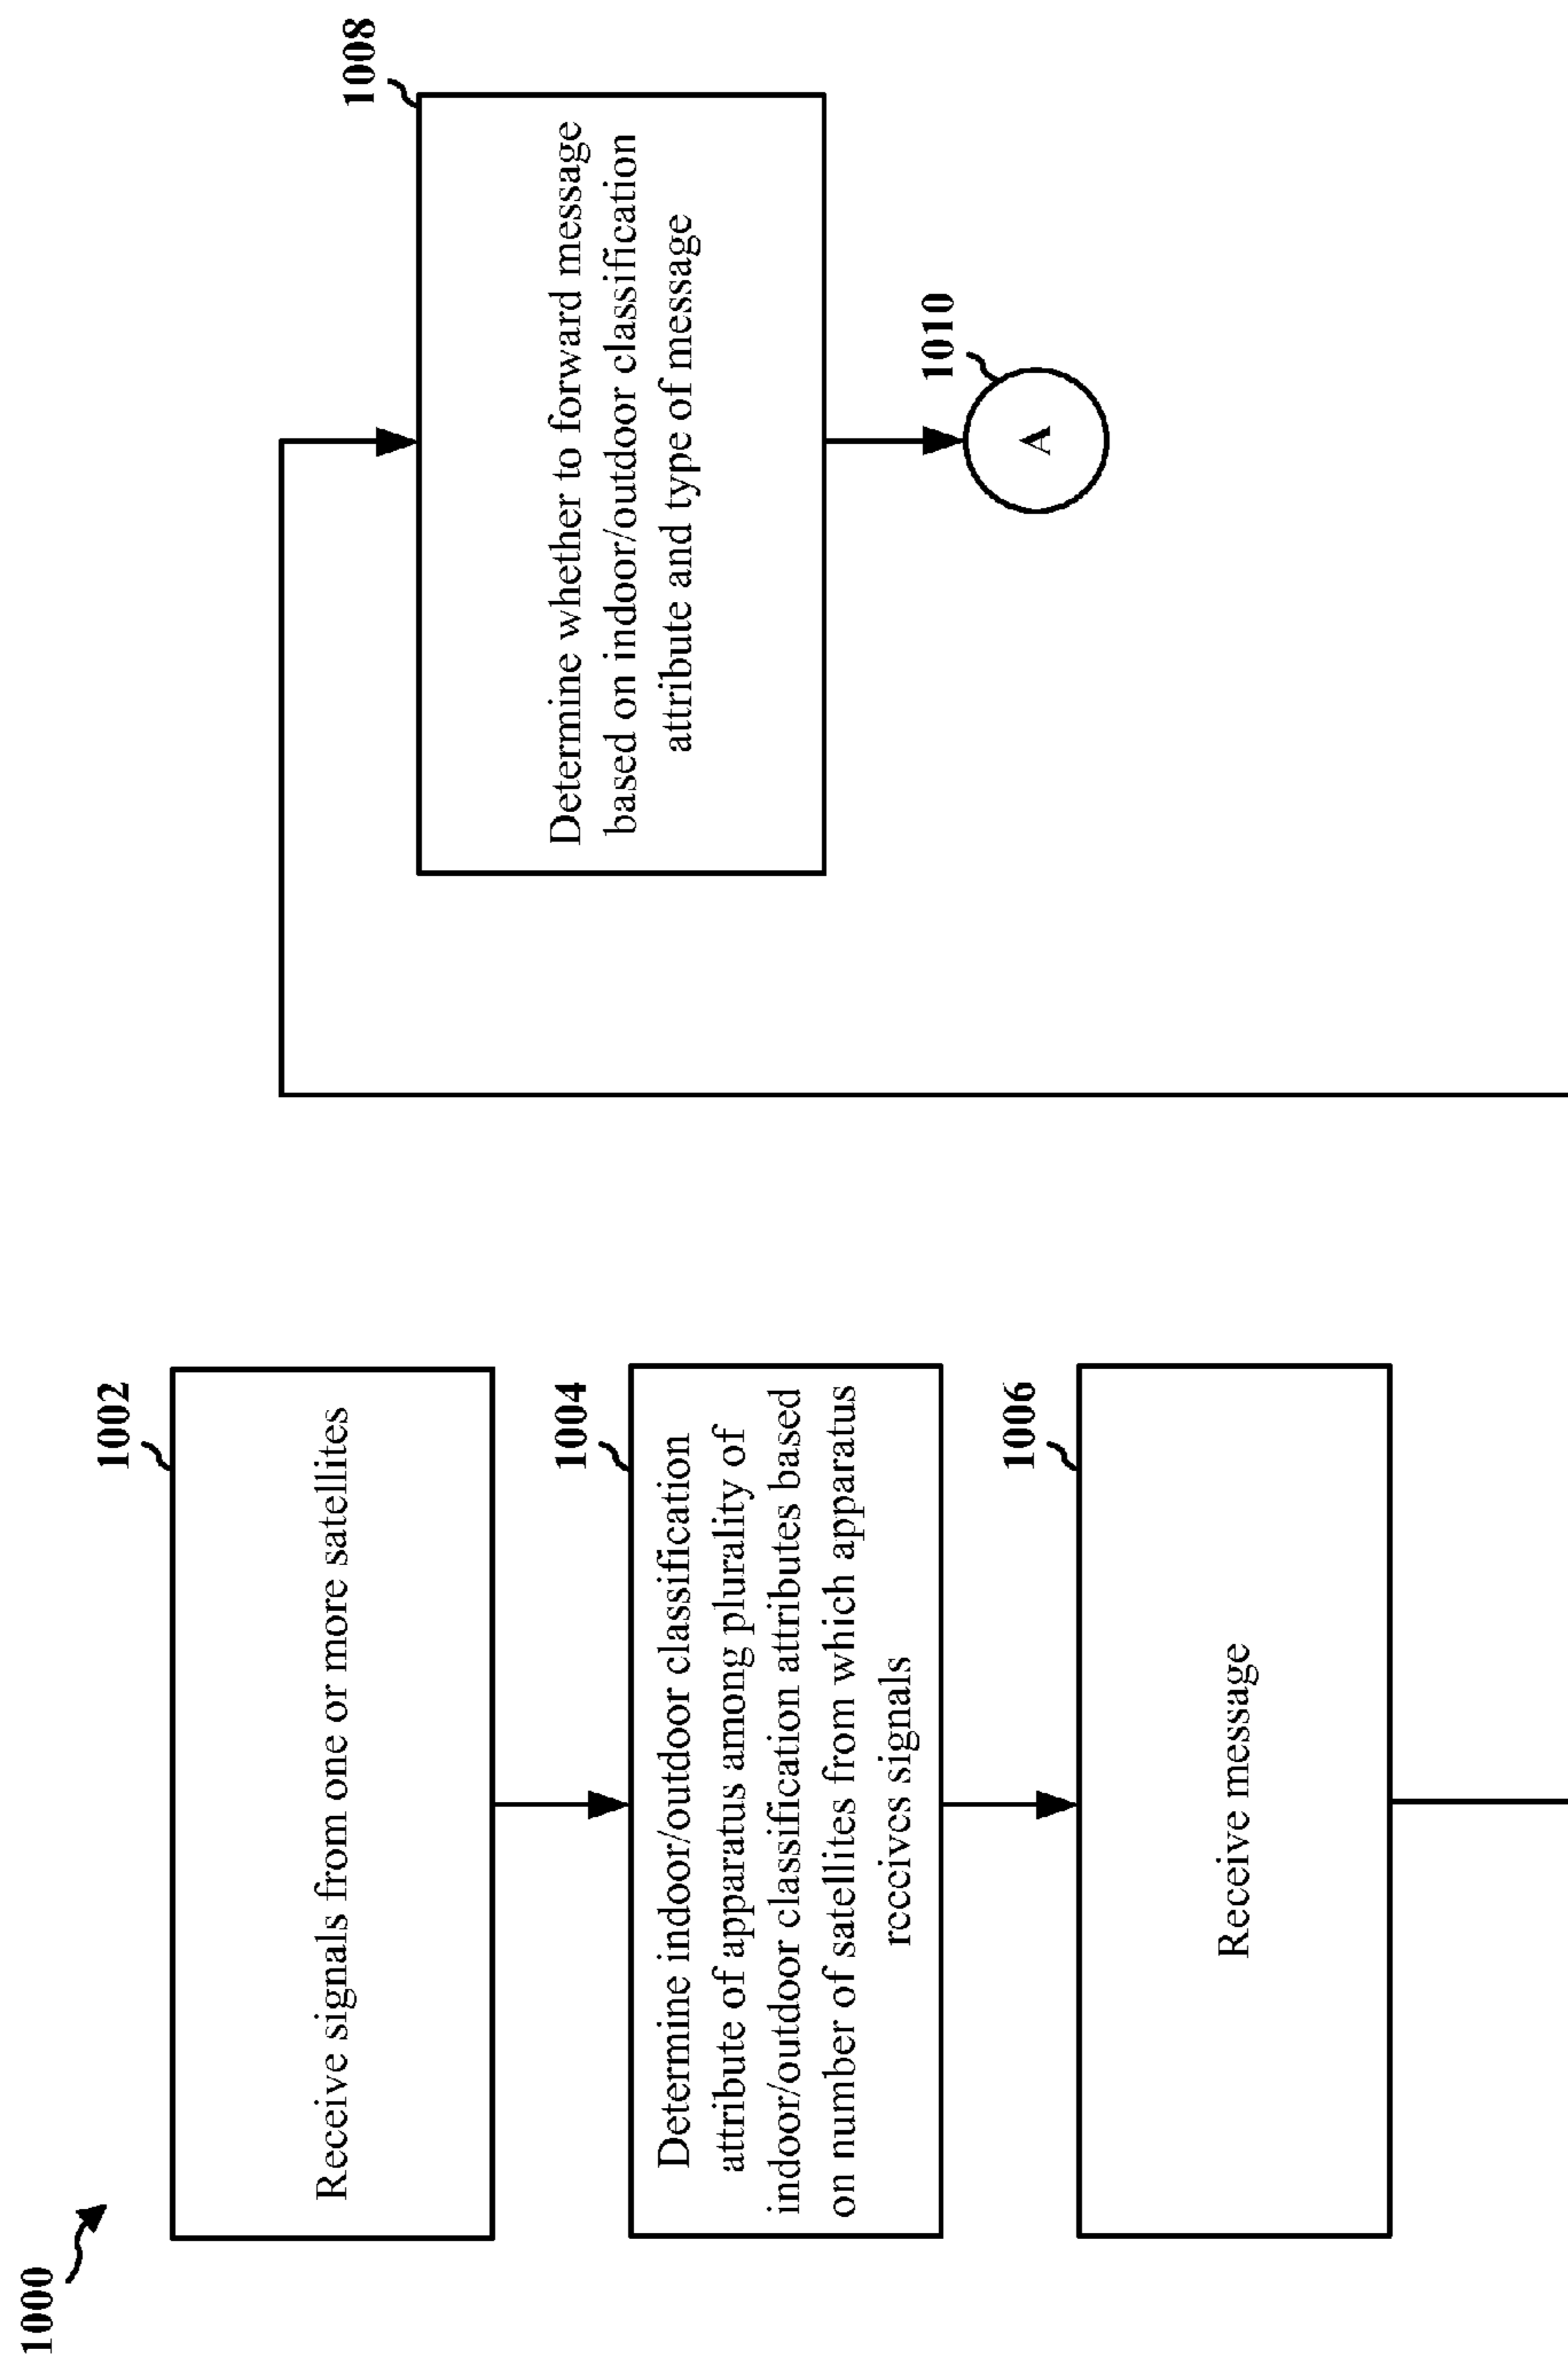 1000
1002
Receive signals from one or more satellites
1004
Determine indoor/outdoor classification
attribute of apparatus among plurality of
indoor/outdoor classification attributes based
on number of satellites from which apparatus
receives signals
1006
Receive message
1008
Determine whether to forward message
based on indoor/outdoor classification
attribute and type of message
1010
A